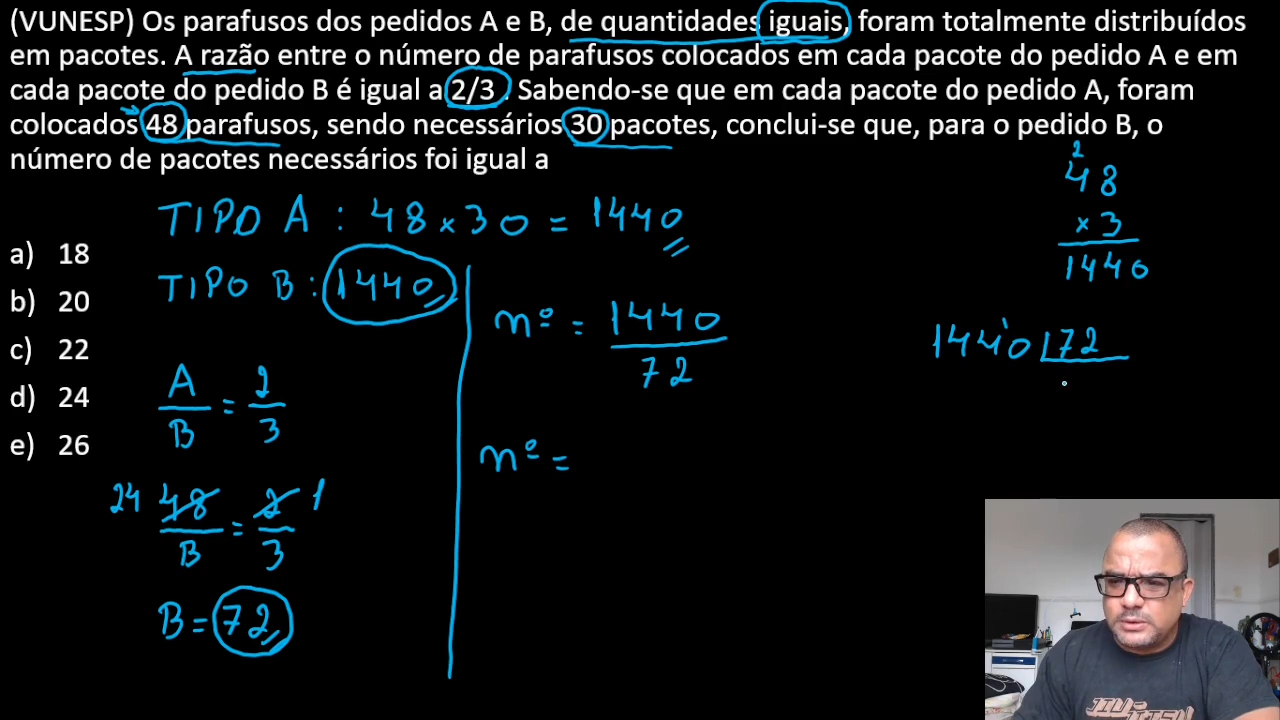 (VUNESP) Os parafusos dos pedidos A e B, de quantidades iguais, foram totalmente distribuídos
em pacotes. A razão entre o número de parafusos colocados em cada pacote do pedido A e em
cada pacote do pedido B é igual a 2/3 . Sabendo-se que em cada pacote do pedido A, foram
colocados 48 parafusos, sendo necessários 30 pacotes, conclui-se que, para o pedido B, o
número de pacotes necessários foi igual a
a) 18
b) 20
c) 22
d) 24
e) 26
TIPO A : 48 x 30 = 1440
TIPO B : 1440
A/B = 2/3
24 48/B = 2/3 1
B = 72
nº = 1440/72
nº =
2
48
x 3
1440
1440 1 72